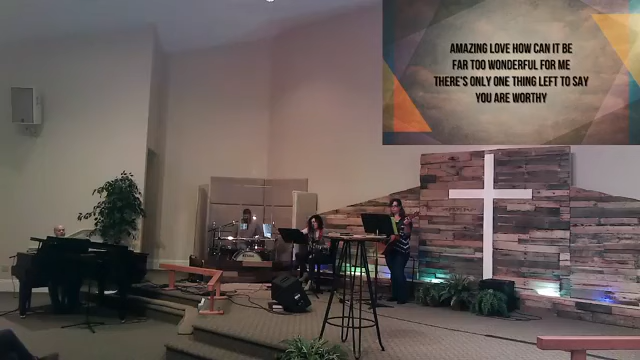 AMAZING LOVE HOW CAN IT BE
FAR TOO WONDERFUL FOR ME
THERE'S ONLY ONE THING LEFT TO SAY
YOU ARE WORTHY